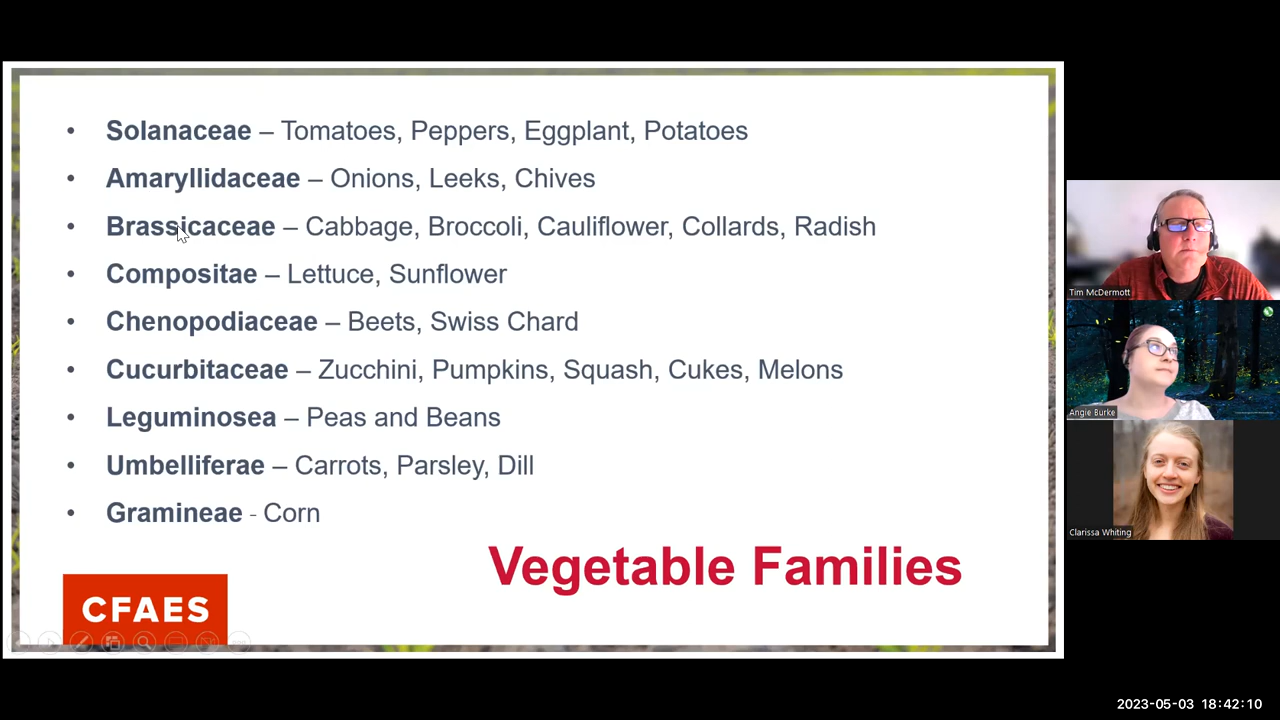 • Solanaceae – Tomatoes, Peppers, Eggplant, Potatoes
• Amaryllidaceae – Onions, Leeks, Chives
• Brassicaceae – Cabbage, Broccoli, Cauliflower, Collards, Radish
• Compositae – Lettuce, Sunflower
• Chenopodiaceae – Beets, Swiss Chard
• Cucurbitaceae – Zucchini, Pumpkins, Squash, Cukes, Melons
• Leguminosea – Peas and Beans
• Umbelliferae – Carrots, Parsley, Dill
• Gramineae - Corn
Vegetable Families
CFAES
Tim McDermott
Angie Burke
Clarissa Whiting
2023-05-03 18:42:10